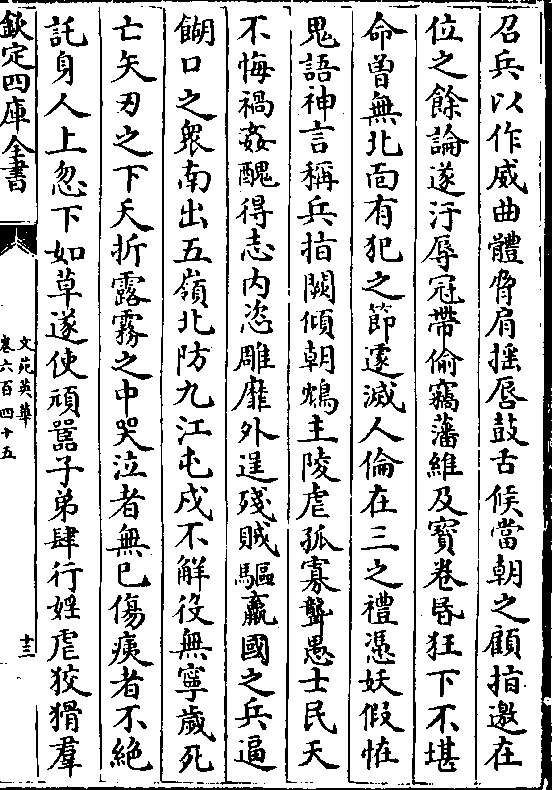 召兵以作威曲體脅肩搖唇鼓舌候當朝之顧指邀在
位之餘論遂汙辱冠帶偷竊藩維及寳卷昬狂下不堪
命曽無北面有犯之節遂滅人倫在三之禮憑妖假怪
鬼語神言稱兵指闕傾朝鴆主陵虐孤寡聾愚士民天
不悔禍姦醜得志内恣雕靡外逞殘賊驅羸國之兵逼
餬口之衆南出五嶺北防九江屯戍不解役無寧歲死
亡矢刃之下夭折露霧之中哭泣者無已傷痍者不絶
託身人上忽下如草遂使頑嚚子弟肆行婬虐狡猾羣
欽定四庫全書
文苑英華
卷六百四十五
十三